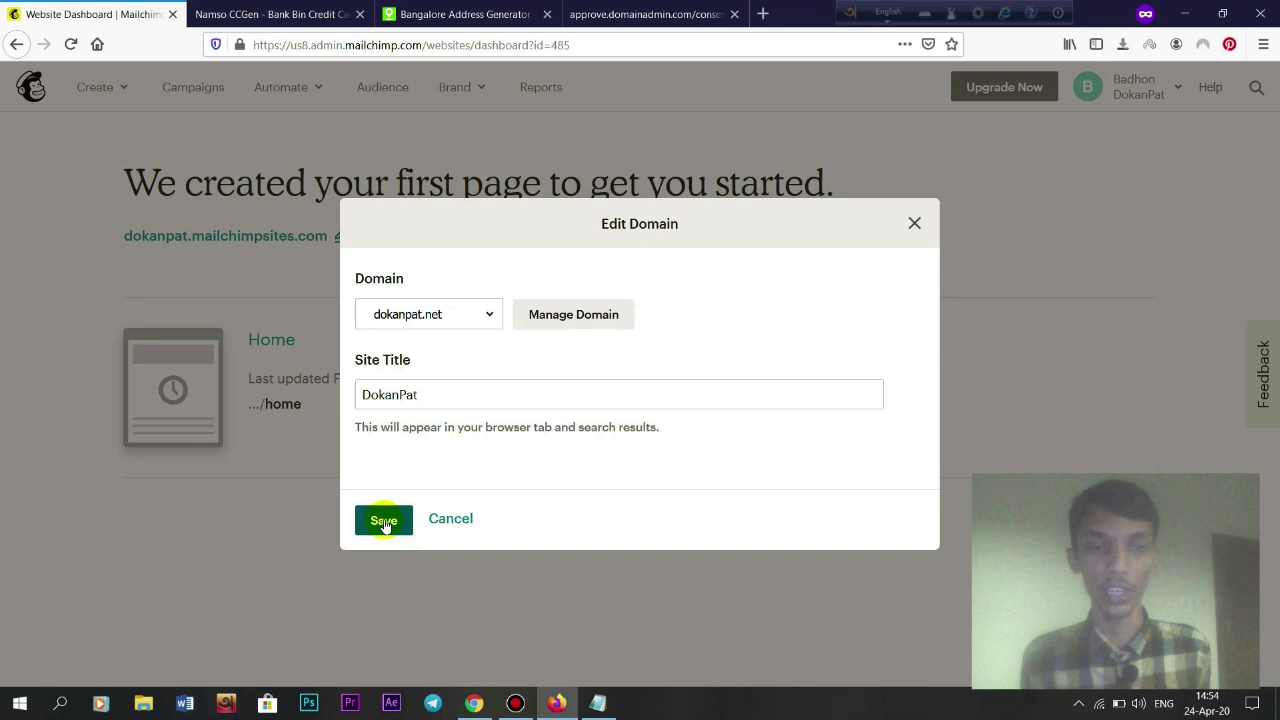 Website Dashboard | Mailchimp
Namso CCGen - Bank Bin Credit Ca
Bangalore Address Generator
approve.domainadmin.com/conse
English
https://us8.admin.mailchimp.com/websites/dashboard?id=485
Create
Campaigns
Automate
Audience
Brand
Reports
Upgrade Now
B
Badhon
DokanPat
Help
We created your first page to get you started.
dokanpat.mailchimpsites.com
Edit Domain
Domain
dokanpat.net
Manage Domain
Site Title
DokanPat
This will appear in your browser tab and search results.
Save
Cancel
Home
Last updated F
.../home
Feedback
Ps
Pr
Ae
ENG
14:54
24-Apr-20